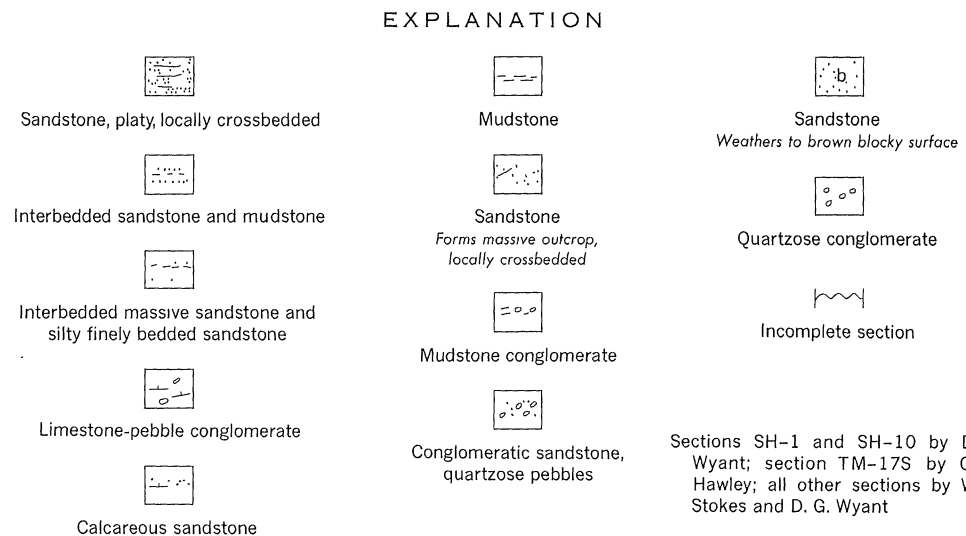 EXPLANATION
Sandstone, platy, locally crossbedded
Interbedded sandstone and mudstone
Interbedded massive sandstone and
silty finely bedded sandstone
Limestone-pebble conglomerate
Calcareous sandstone
Mudstone
Sandstone
Forms massive outcrop,
locally crossbedded
Mudstone conglomerate
Conglomeratic sandstone,
quartzose pebbles
b
Sandstone
Weathers to brown blocky surface
Quartzose conglomerate
Incomplete section
Sections SH-1 and SH-10 by
Wyant; section TM-17S by
Hawley; all other sections by
Stokes and D. G. Wyant